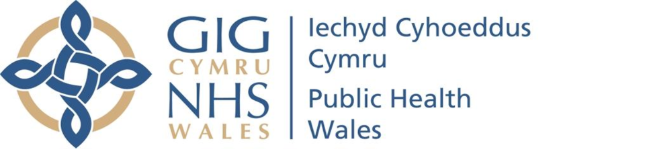 GIG
CYMRU
NHS
WALES
Iechyd Cyhoeddus
Cymru
Public Health
Wales